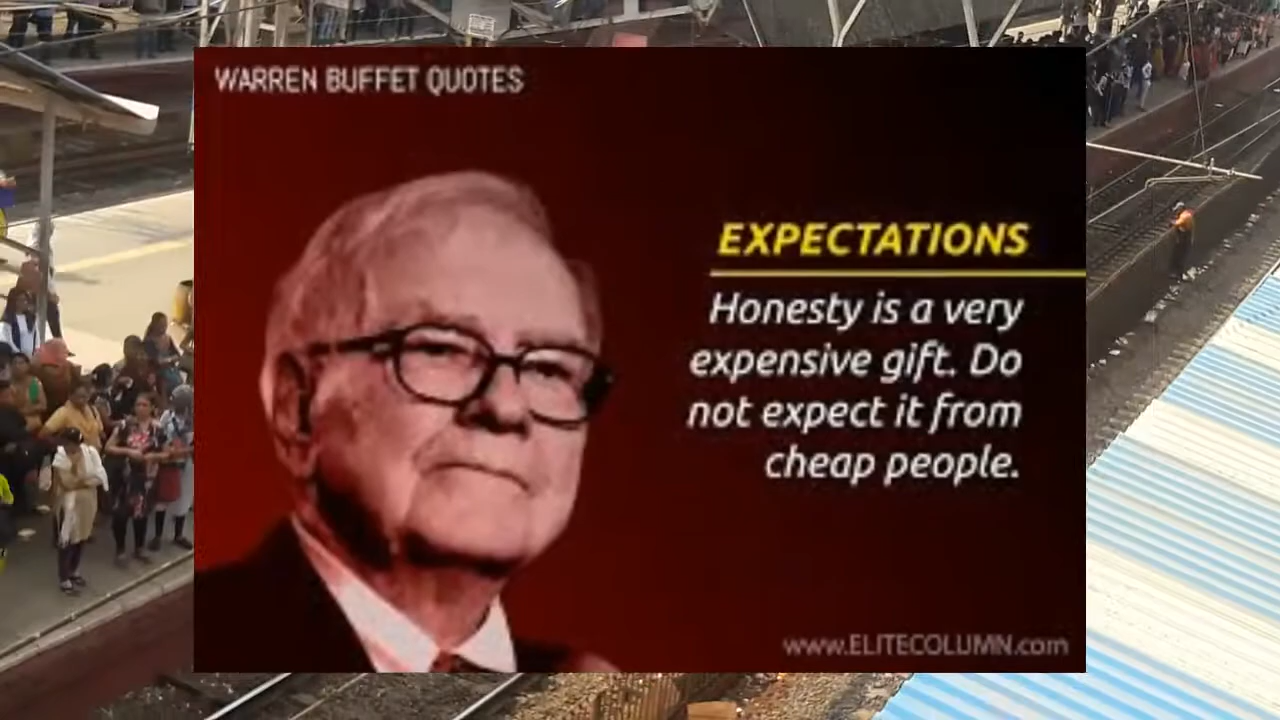 WARREN BUFFET QUOTES
EXPECTATIONS
Honesty is a very
expensive gift. Do
not expect it from
cheap people.
www.ELITECOLUMN.com